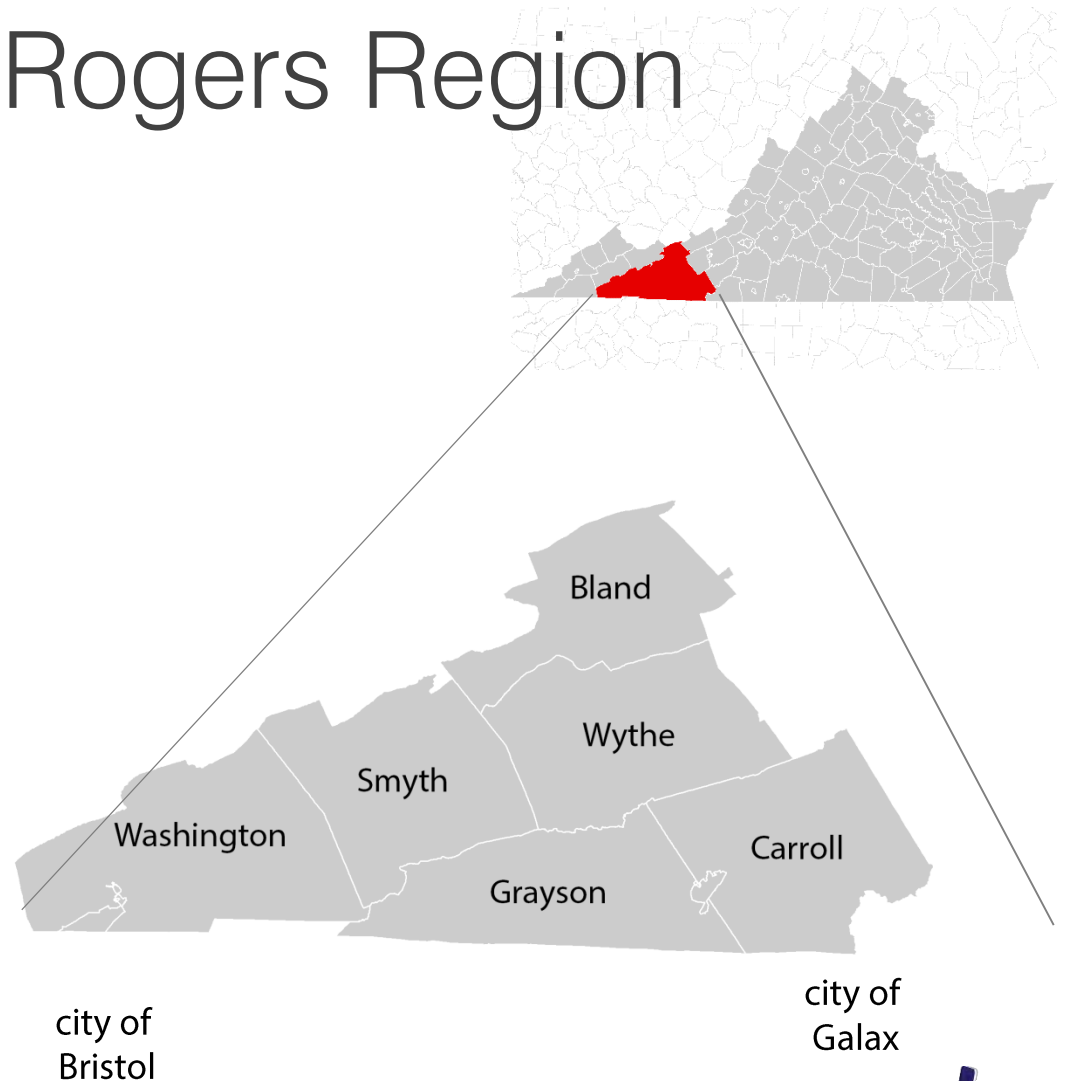 Rogers Region
Bland
Wythe
Smyth
Washington
Carroll
Grayson
city of
Galax
city of
Bristol